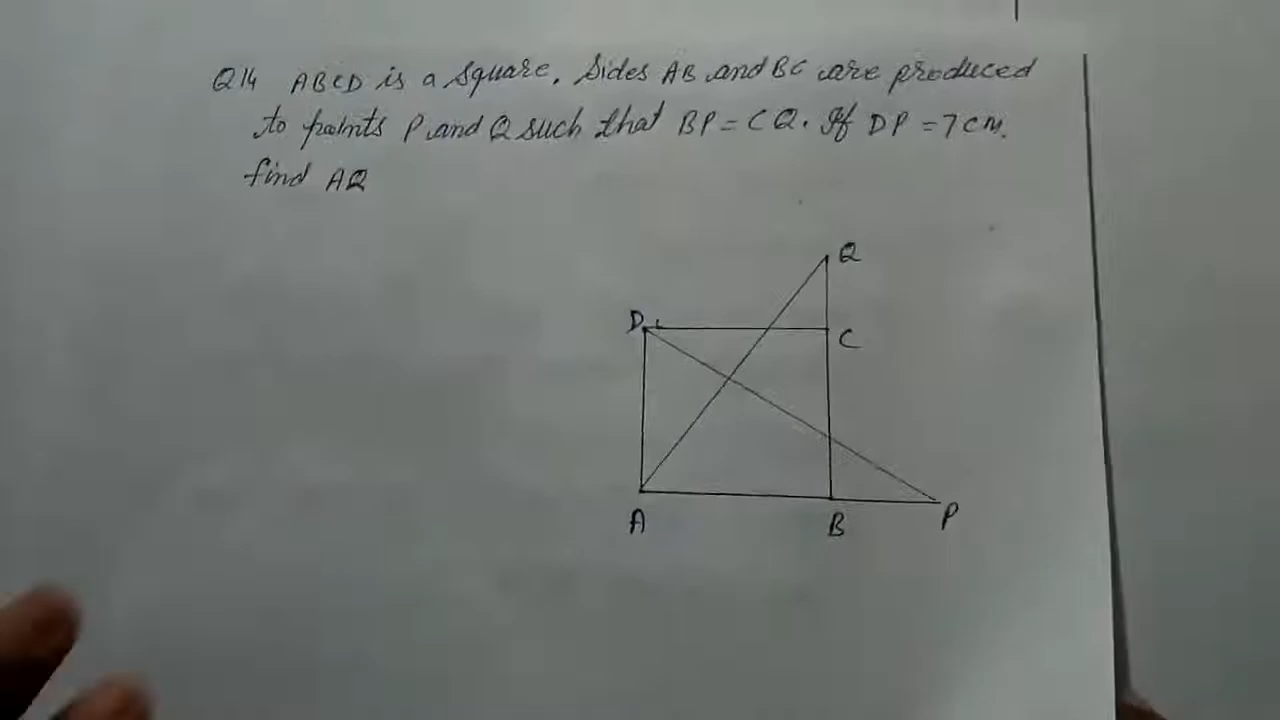 Q14 ABCD is a square, Sides AB and BC are produced
to points P and Q such that BP = CQ. If DP = 7 CM.
find AQ
Q
D
C
A
B
P